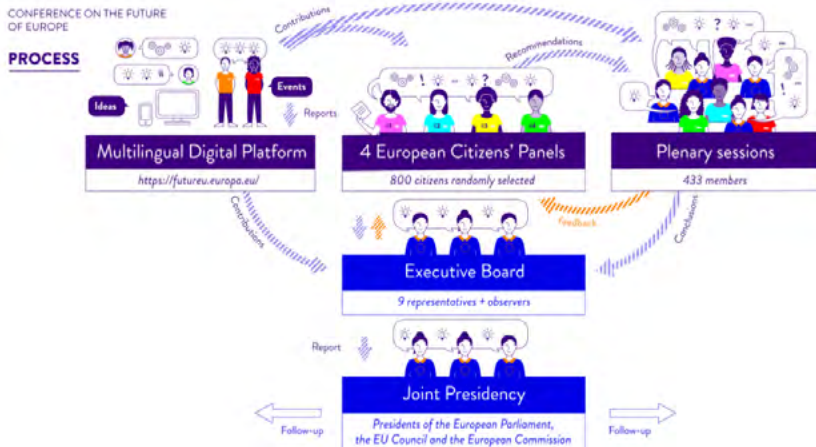 CONFERENCE ON THE FUTURE
OF EUROPE
PROCESS
Contributions
Recommendations
Contributions
Ideas
Events
Reports
Multilingual Digital Platform
https://futureu.europa.eu/
4 European Citizens' Panels
800 citizens randomly selected
Plenary sessions
433 members
Contributions
Feedback
Conclusions
Executive Board
9 representatives + observers
Report
Joint Presidency
Presidents of the European Parliament,
the EU Council and the European Commission
Follow-up
Follow-up